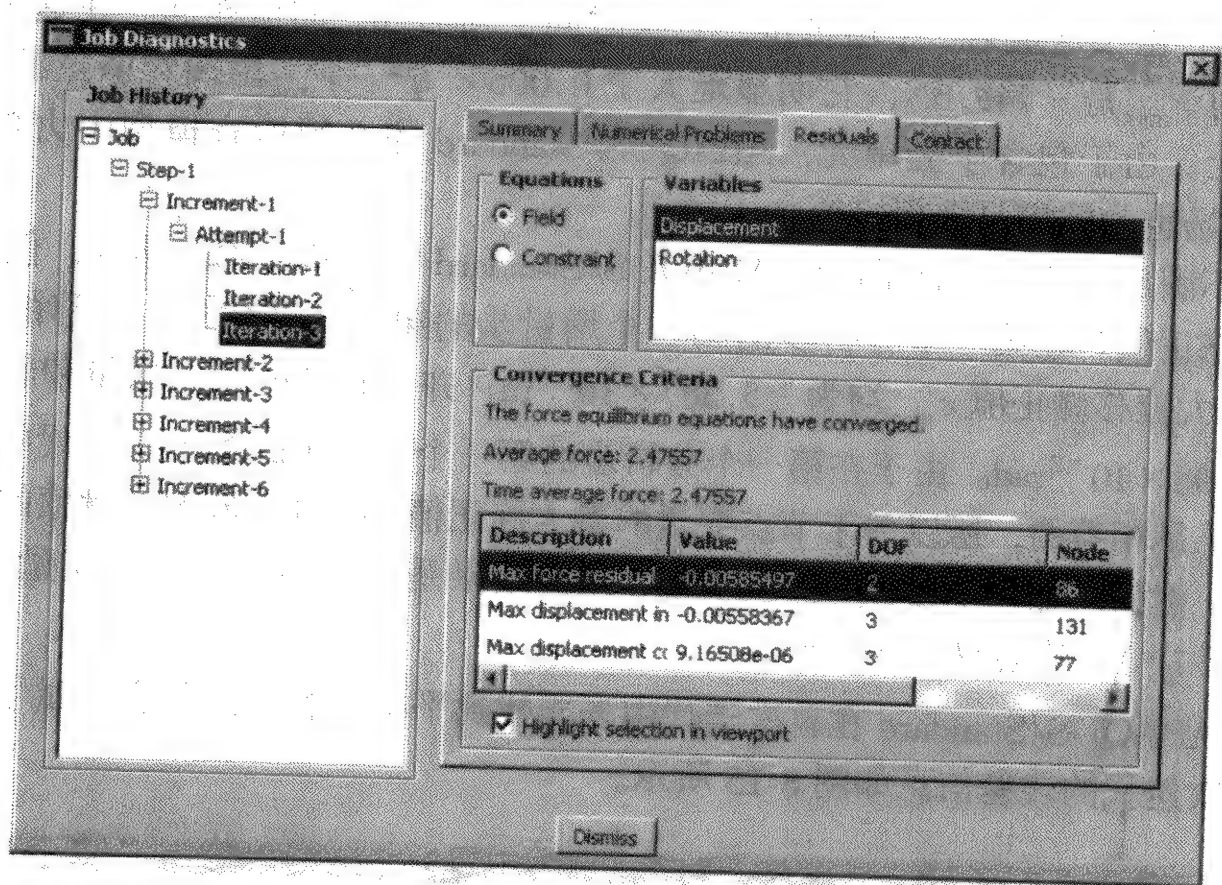 Job Diagnostics
Job History
Job
Step-1
Increment-1
Attempt-1
Iteration-1
Iteration-2
Iteration-3
Increment-2
Increment-3
Increment-4
Increment-5
Increment-6
Summary Numerical Problems Residuals Contact
Equations
Field
Constraint
Variables
Displacement
Rotation
Convergence Criteria
The force equilibrium equations have converged.
Average force: 2.47557
Time average force: 2.47557
Description Value DOF Node
Max force residual -0.00585497 2 86
Max displacement in -0.00558367 3 131
Max displacement cc 9.16508e-06 3 77
Highlight selection in viewport
Dismiss